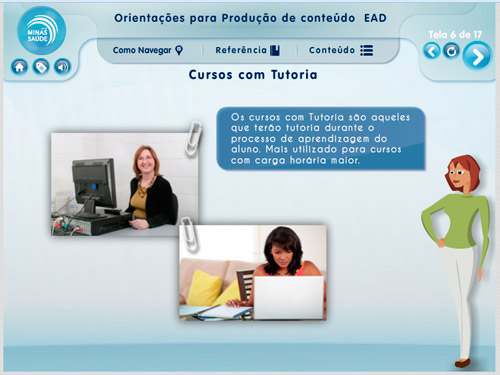 Orientações para Produção de conteúdo EAD
MINAS
SAÚDE
Como Navegar
Referência
Conteúdo
Tela 6 de 17
Cursos com Tutoria
Os cursos com Tutoria são aqueles
que terão tutoria durante o
processo de aprendizagem do
aluno. Mais utilizado para cursos
com carga horária maior.